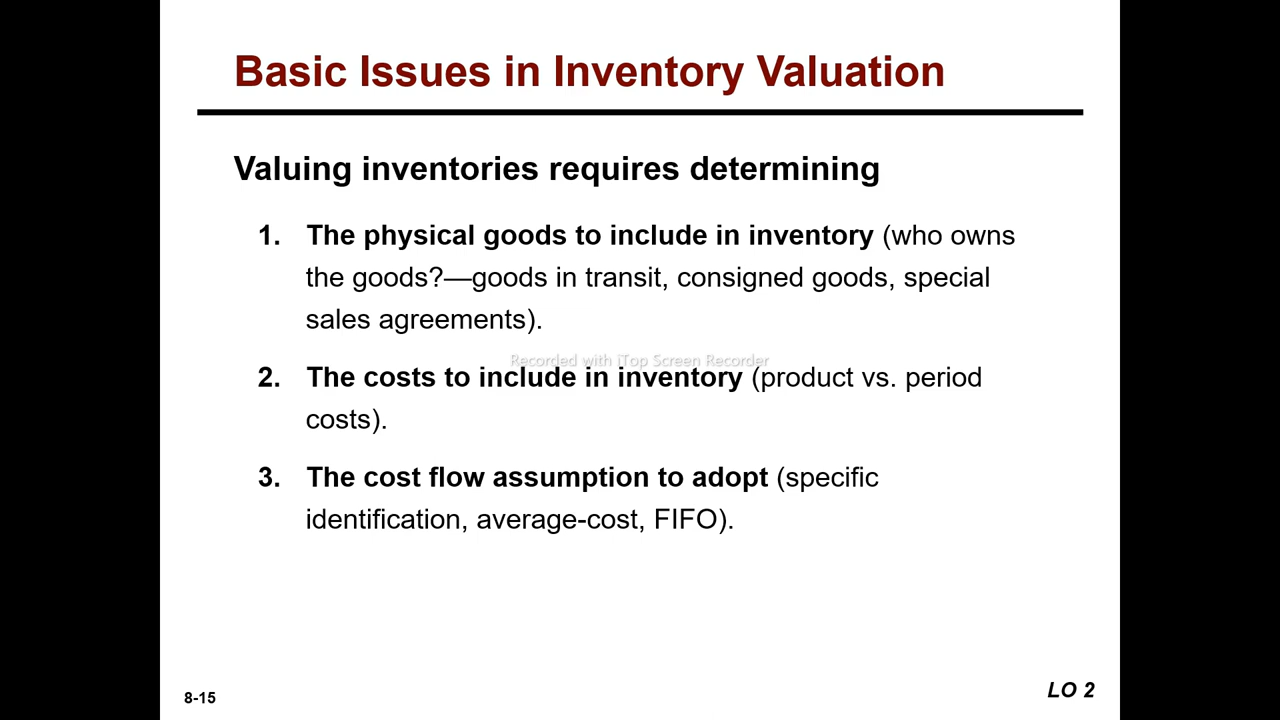 Basic Issues in Inventory Valuation
Valuing inventories requires determining
1. The physical goods to include in inventory (who owns
the goods?—goods in transit, consigned goods, special
sales agreements).
Recorded with iTop Screen Recorder
2. The costs to include in inventory (product vs. period
costs).
3. The cost flow assumption to adopt (specific
identification, average-cost, FIFO).
8-15
LO 2